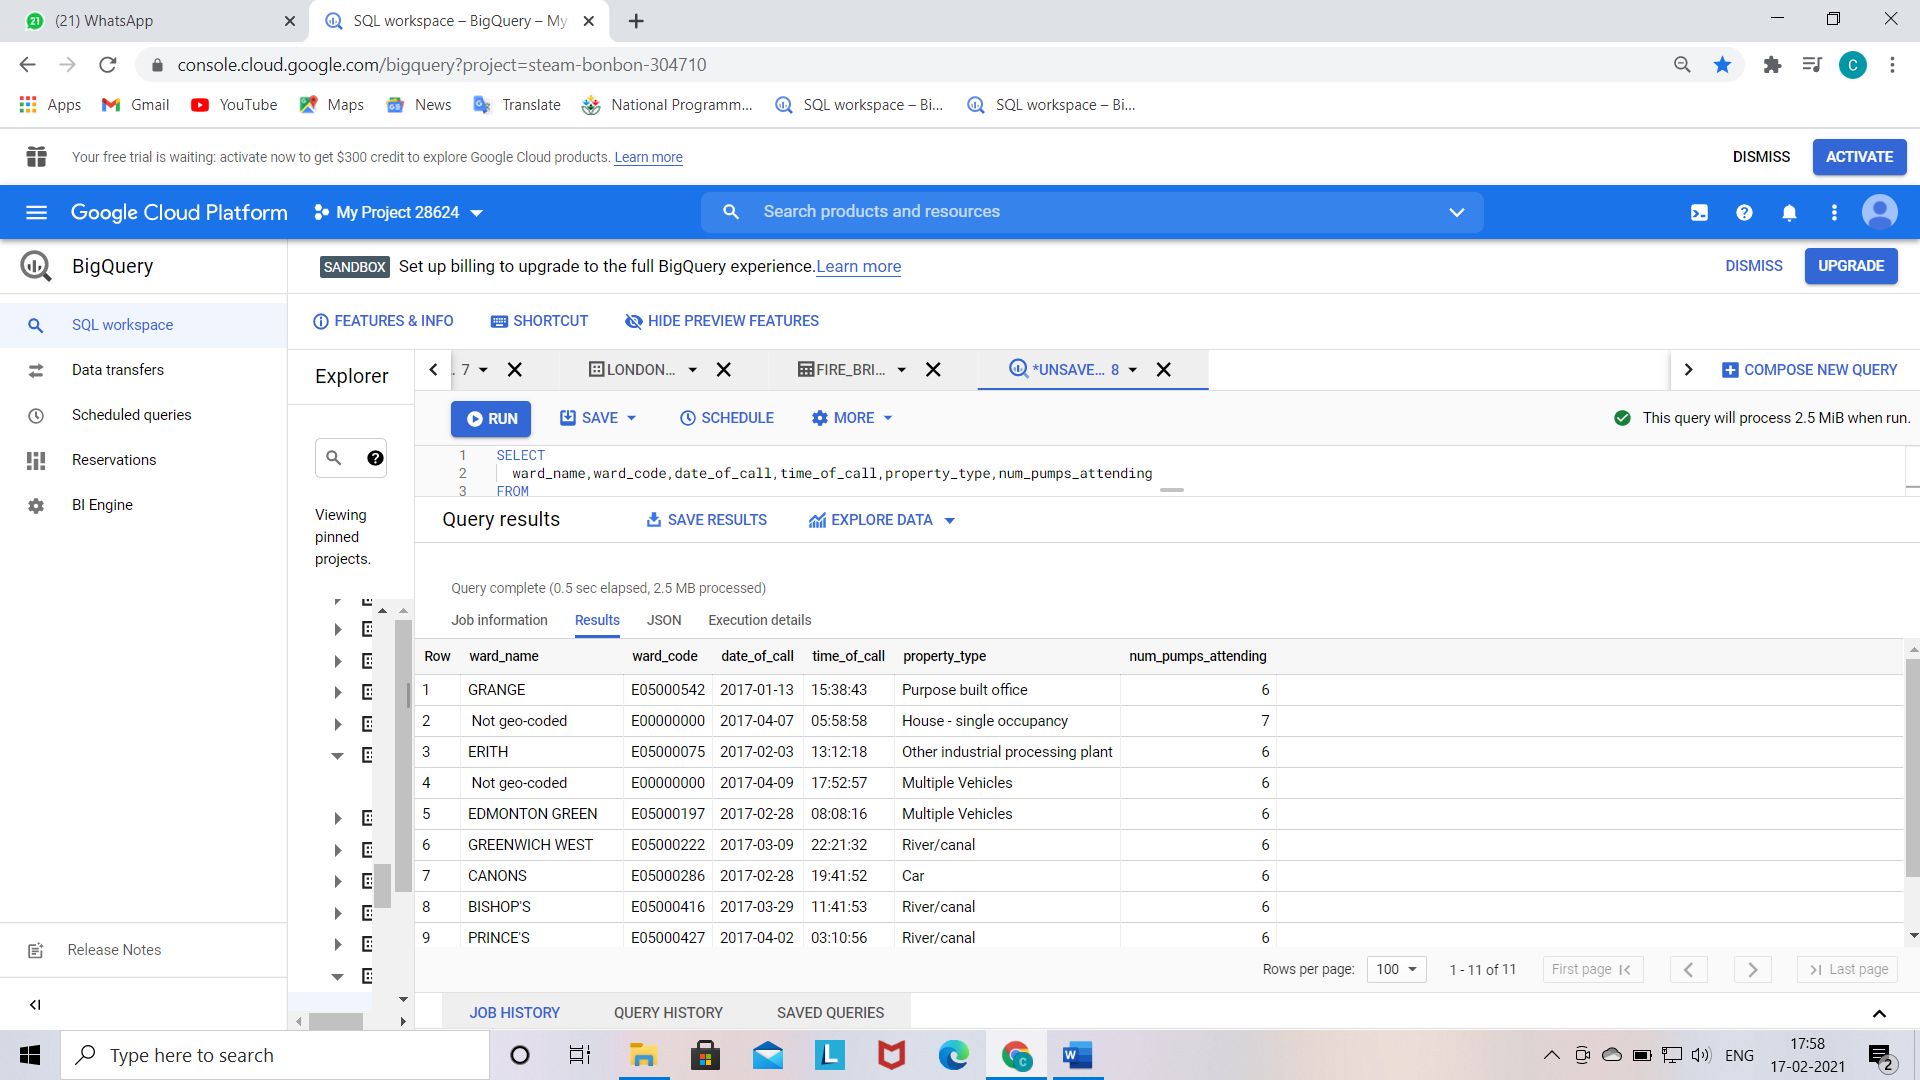 21 (21) WhatsApp
SQL workspace – BigQuery – My
console.cloud.google.com/bigquery?project=steam-bonbon-304710
C
Apps Gmail YouTube Maps News Translate National Programm... SQL workspace – Bi... SQL workspace – Bi...
Your free trial is waiting: activate now to get $300 credit to explore Google Cloud products. Learn more
DISMISS ACTIVATE
Google Cloud Platform My Project 28624 Search products and resources
BigQuery
SANDBOX Set up billing to upgrade to the full BigQuery experience. Learn more
DISMISS UPGRADE
SQL workspace
Data transfers
Scheduled queries
Reservations
BI Engine
Release Notes
FEATURES & INFO SHORTCUT HIDE PREVIEW FEATURES
Explorer
Viewing
pinned
projects.
. 7 LONDON... FIRE_BRI... *UNSAVE... 8 COMPOSE NEW QUERY
RUN SAVE SCHEDULE MORE This query will process 2.5 MiB when run.
1 SELECT
2 ward_name,ward_code,date_of_call,time_of_call,property_type,num_pumps_attending
3 FROM
Query results SAVE RESULTS EXPLORE DATA
Query complete (0.5 sec elapsed, 2.5 MB processed)
Job information Results JSON Execution details
Row ward_name ward_code date_of_call time_of_call property_type num_pumps_attending
1 GRANGE E05000542 2017-01-13 15:38:43 Purpose built office 6
2 Not geo-coded E00000000 2017-04-07 05:58:58 House - single occupancy 7
3 ERITH E05000075 2017-02-03 13:12:18 Other industrial processing plant 6
4 Not geo-coded E00000000 2017-04-09 17:52:57 Multiple Vehicles 6
5 EDMONTON GREEN E05000197 2017-02-28 08:08:16 Multiple Vehicles 6
6 GREENWICH WEST E05000222 2017-03-09 22:21:32 River/canal 6
7 CANONS E05000286 2017-02-28 19:41:52 Car 6
8 BISHOP'S E05000416 2017-03-29 11:41:53 River/canal 6
9 PRINCE'S E05000427 2017-04-02 03:10:56 River/canal 6
Rows per page: 100 1 - 11 of 11 First page Last page
JOB HISTORY QUERY HISTORY SAVED QUERIES
Type here to search
L
C
W
ENG
17:58
17-02-2021
2